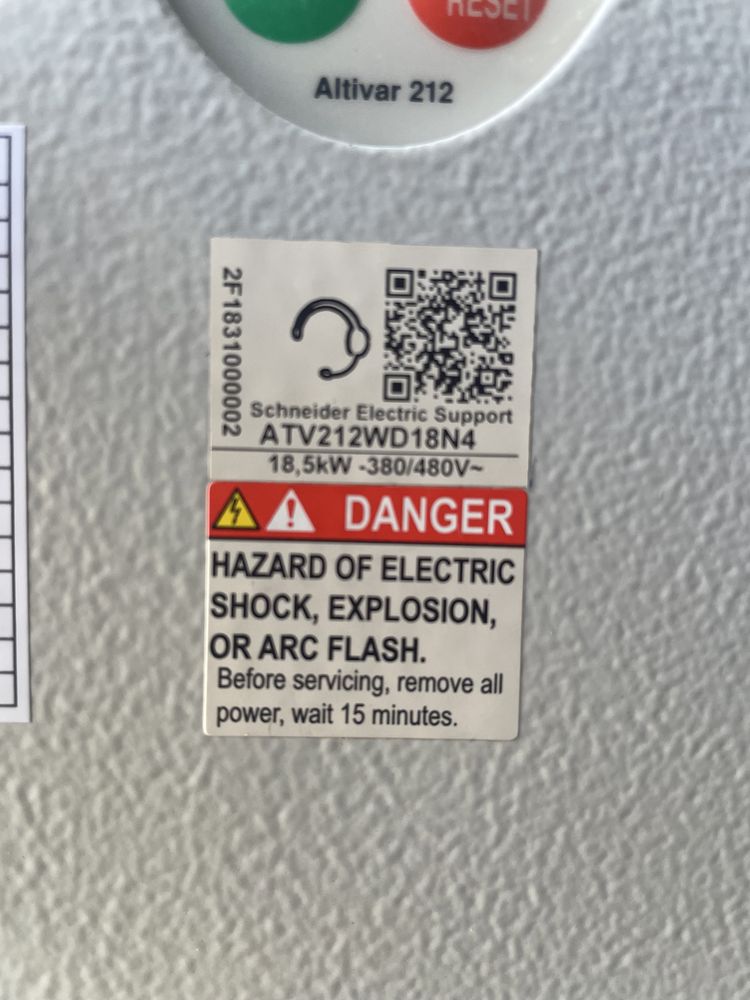 RESET
Altivar 212
2F1831000002
Schneider Electric Support
ATV212WD18N4
18,5kW -380/480V~
DANGER
HAZARD OF ELECTRIC
SHOCK, EXPLOSION,
OR ARC FLASH.
Before servicing, remove all
power, wait 15 minutes.